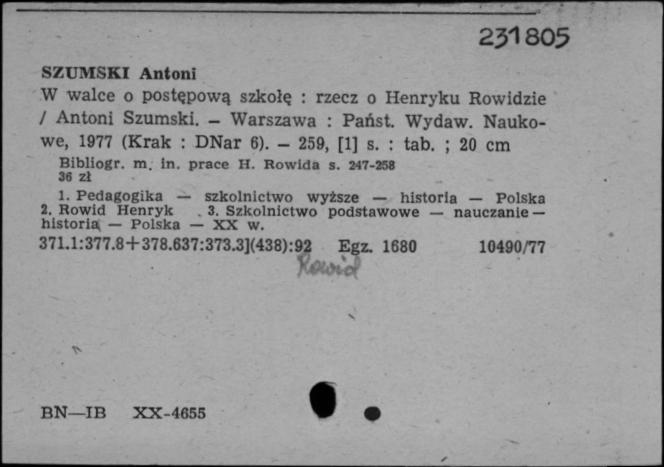 231805
SZUMSKI Antoni
W walce o postępową szkołę : rzecz o Henryku Rowidzie
/ Antoni Szumski. — Warszawa : Państ. Wydaw. Nauko-
we, 1977 (Krak : DNar 6). — 259, [1] s. : tab. ; 20 cm
Bibliogr. m. in. prace H. Rowida s. 247-258
36 zł
1. Pedagogika — szkolnictwo wyższe — historia — Polska
2. Rowid Henryk . 3. Szkolnictwo podstawowe — nauczanie —
historia — Polska — XX w.
371.1:377.8+378.637:373.3](438):92 Egz. 1680 10490/77
Rowid
BN—IB XX-4655